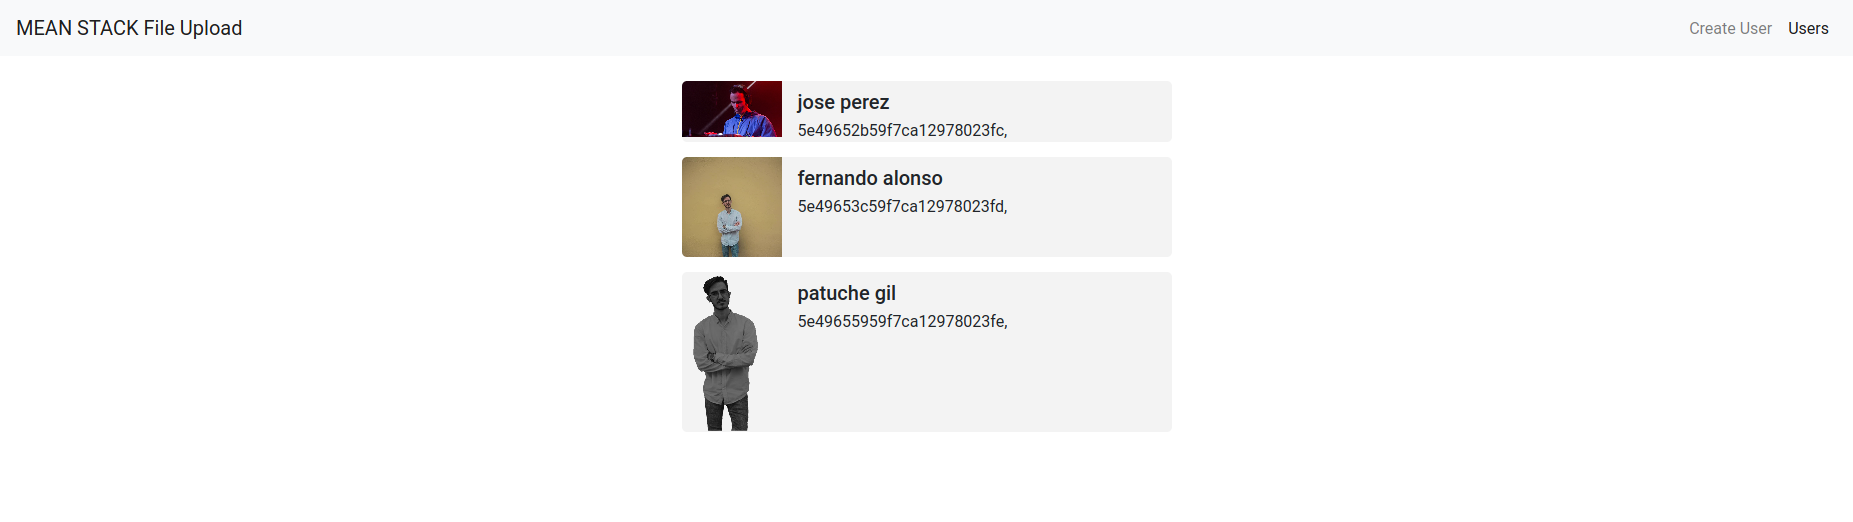 MEAN STACK File Upload
Create User Users
jose perez
5e49652b59f7ca12978023fc,
fernando alonso
5e49653c59f7ca12978023fd,
patuche gil
5e49655959f7ca12978023fe,